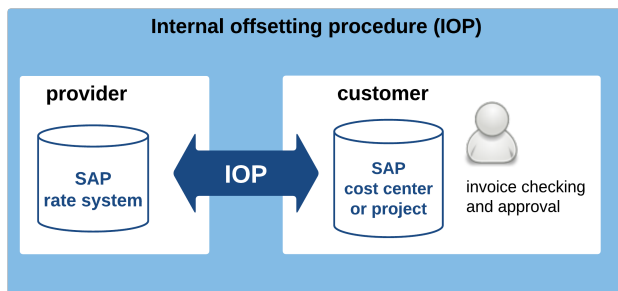 Internal offsetting procedure (IOP)
provider
SAP
rate system
IOP
customer
SAP
cost center
or project
invoice checking
and approval